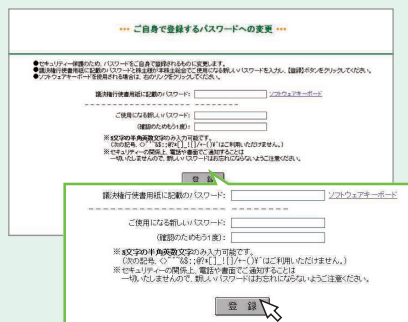 ••• ご自身で登録するパスワードへの変更 •••
●セキュリティー保護のため、パスワードをご自身で登録されるものに変更します。
●議決権行使書用紙に記載のパスワードと株主様が本株主総会でご使用になる新しいパスワードを入力し、【登録】ボタンをクリックしてください。
●ソフトウェアキーボードを使用される場合は、右のリンクをクリックしてください。
議決権行使書用紙に記載のパスワード: ソフトウェアキーボード
ご使用になる新しいパスワード:
(確認のためもう1度):
※8文字の半角英数字のみ入力可能です。
※セキュリティーの関係上、電話や書面でご通知することは
一切いたしませんので、新しいパスワードはお忘れにならないようご注意ください。
登 録
議決権行使書用紙に記載のパスワード: ソフトウェアキーボード
ご使用になる新しいパスワード:
(確認のためもう1度):
※8文字の半角英数字のみ入力可能です。
※セキュリティーの関係上、電話や書面でご通知することは
一切いたしませんので、新しいパスワードはお忘れにならないようご注意ください。
登 録